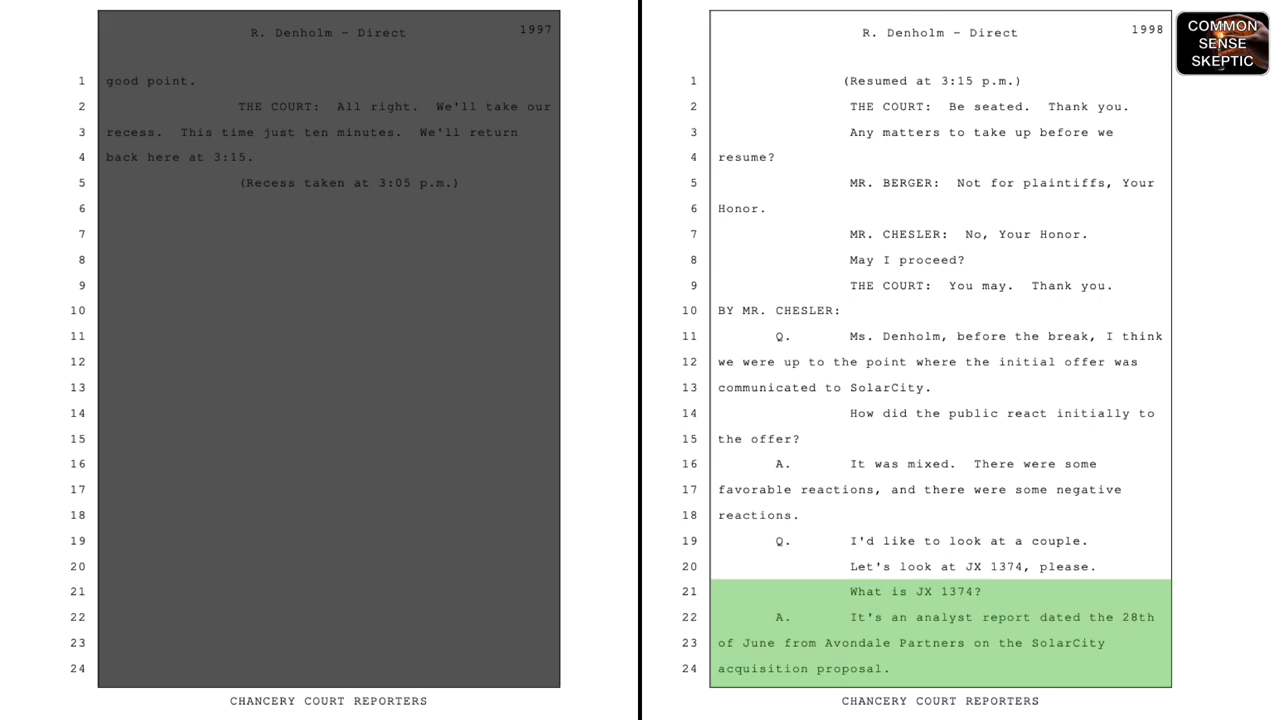 R. Denholm - Direct 1997
1 good point.
2 THE COURT: All right. We'll take our
3 recess. This time just ten minutes. We'll return
4 back here at 3:15.
5 (Recess taken at 3:05 p.m.)
6
7
8
9
10
11
12
13
14
15
16
17
18
19
20
21
22
23
24
CHANCERY COURT REPORTERS
R. Denholm - Direct 1998
1 (Resumed at 3:15 p.m.)
2 THE COURT: Be seated. Thank you.
3 Any matters to take up before we
4 resume?
5 MR. BERGER: Not for plaintiffs, Your
6 Honor.
7 MR. CHESLER: No, Your Honor.
8 May I proceed?
9 THE COURT: You may. Thank you.
10 BY MR. CHESLER:
11 Q. Ms. Denholm, before the break, I think
12 we were up to the point where the initial offer was
13 communicated to SolarCity.
14 How did the public react initially to
15 the offer?
16 A. It was mixed. There were some
17 favorable reactions, and there were some negative
18 reactions.
19 Q. I'd like to look at a couple.
20 Let's look at JX 1374, please.
21 What is JX 1374?
22 A. It's an analyst report dated the 28th
23 of June from Avondale Partners on the SolarCity
24 acquisition proposal.
CHANCERY COURT REPORTERS
COMMON
SENSE
SKEPTIC